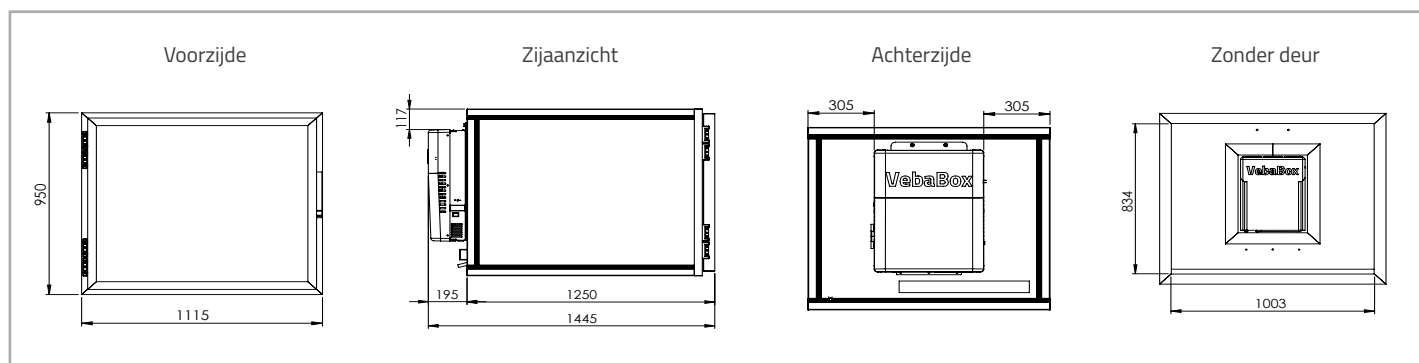 Voorzijde
950
1115
Zijaanzicht
117
195
1250
1445
Achterzijde
305
305
VebaBox
Zonder deur
834
VebaBox
1003